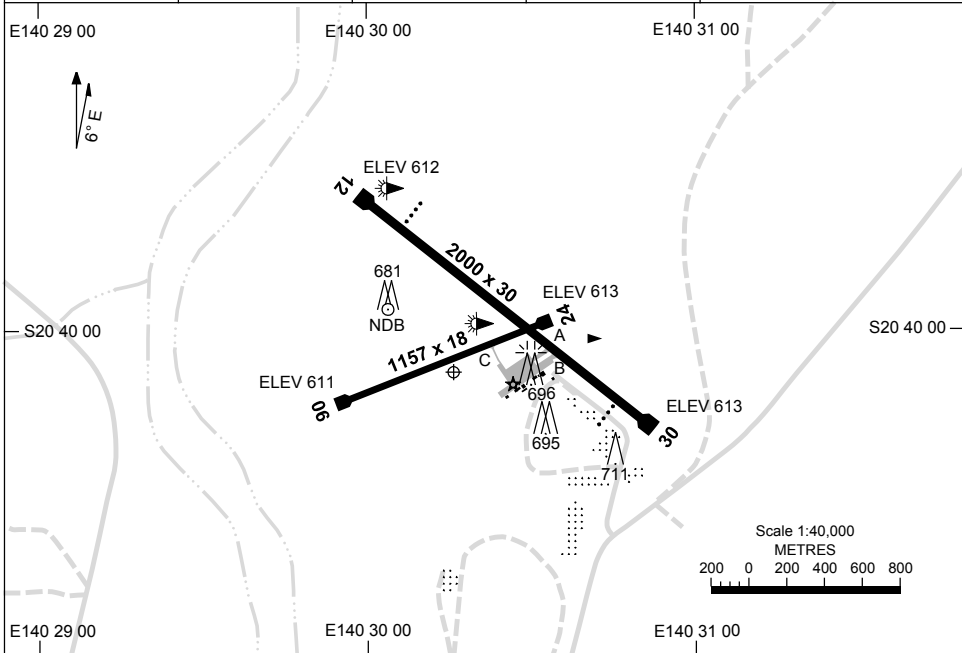 E140 29 00
E140 30 00
E140 31 00
6° E
ELEV 612
12
2000 x 30
681
NDB
ELEV 613
24
S20 40 00
S20 40 00
A
1157 x 18
C
B
ELEV 611
06
696
ELEV 613
695
30
711
Scale 1:40,000
METRES
200 0 200 400 600 800
E140 29 00
E140 30 00
E140 31 00